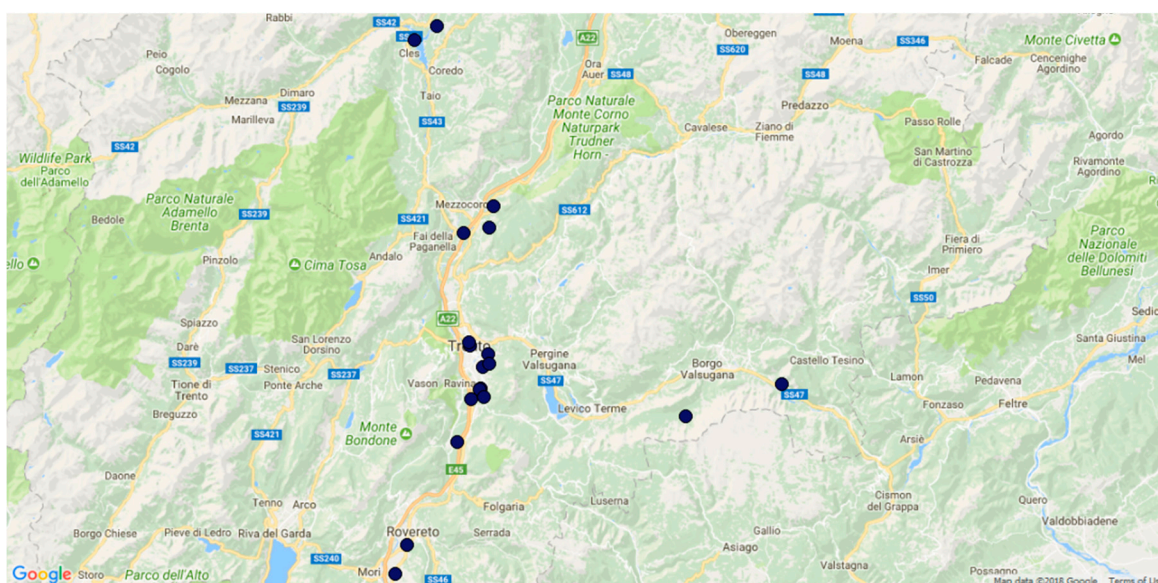 Rabbi
SS42
Obereggen
Moena
SS346
Monte Civetta
Peio
Cogolo
Cles
A22
SS620
Falcade
Cencenighe
Agordino
Coredo
Ora
Auer
SS48
SS48
Mezzana
Dimaro
SS239
Taio
Parco Naturale
Monte Corno
Naturpark
Trudner
Horn
Predazzo
Marilleva
SS43
Cavalese
Ziano di
Fiemme
Passo Rolle
Agordo
SS42
San Martino
di Castrozza
Rivamonte
Agordino
Wildlife Park
Parco
dell'Adamello
Parco Naturale
Adamello
Brenta
Bedole
SS239
SS421
Mezzocoro
SS612
Fai della
Paganella
Fiera di
Primiero
Parco
Nazionale
delle Dolomiti
Bellunesi
Pinzolo
Cima Tosa
Andalo
Imer
SS50
A22
Spiazzo
Darè
San Lorenzo
Dorsino
Trento
Pergine
Valsugana
Santa Giustina
SS239
SS237
Stenico
SS237
Borgo
Valsugana
Castello Tesino
Mel
Tione di
Trento
Ponte Arche
Vason
Ravina
SS47
SS47
Lamon
Pedavena
Breguzzo
Levico Terme
Fonzaso
Feltre
SS421
Monte
Bondone
Arsiè
Daone
E45
Tenno
Arco
Folgaria
Luserna
Cismon
del Grappa
Quero
Borgo Chiese
Pieve di Ledro
Riva del Garda
Rovereto
Serrada
Gallio
Valstagna
Valdobbiadene
SS240
Asiago
Google
Storo
Parco dell'Alto
Mori
SS46
Possagno
Map data ©2018 Google
Terms of